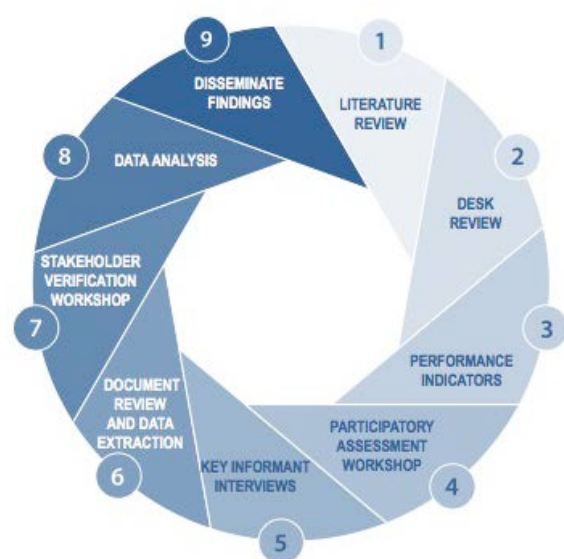 1
LITERATURE
REVIEW
2
DESK
REVIEW
3
PERFORMANCE
INDICATORS
4
PARTICIPATORY
ASSESSMENT
WORKSHOP
5
KEY INFORMANT
INTERVIEWS
6
DOCUMENT
REVIEW
AND DATA
EXTRACTION
7
STAKEHOLDER
VERIFICATION
WORKSHOP
8
DATA ANALYSIS
9
DISSEMINATE
FINDINGS